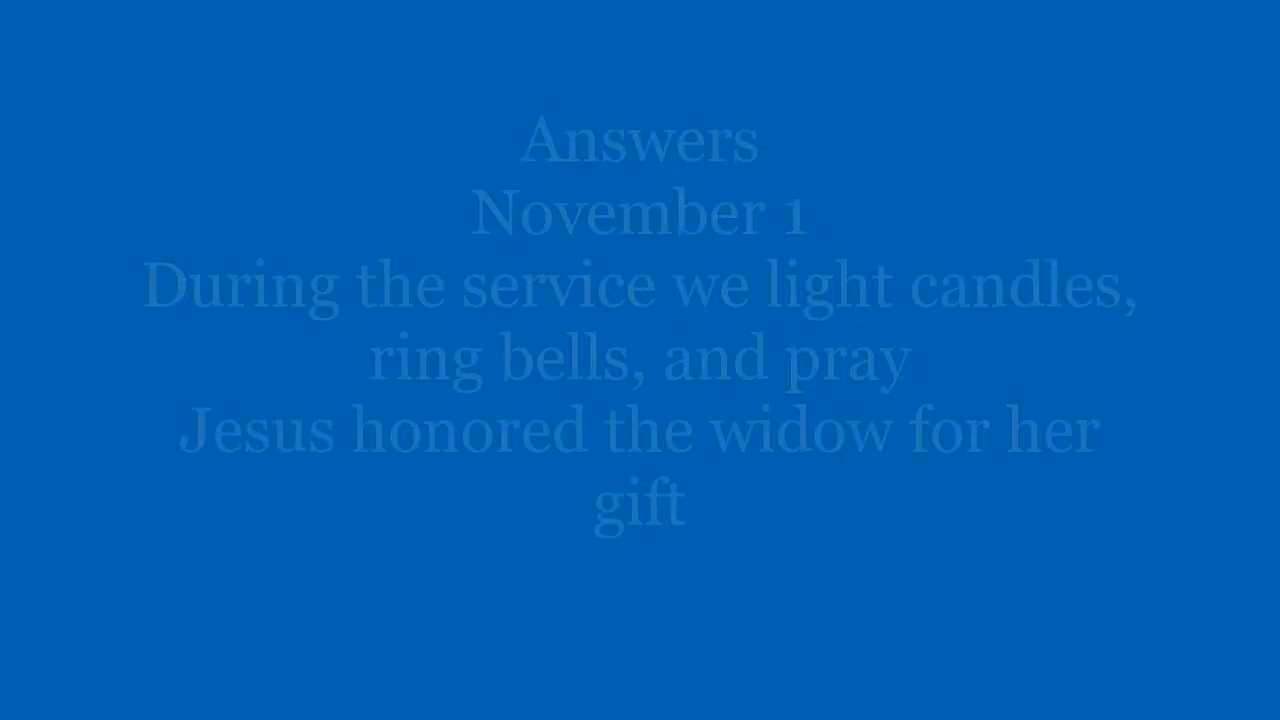 Answers
November 1
During the service we light candles,
ring bells, and pray
Jesus honored the widow for her
gift